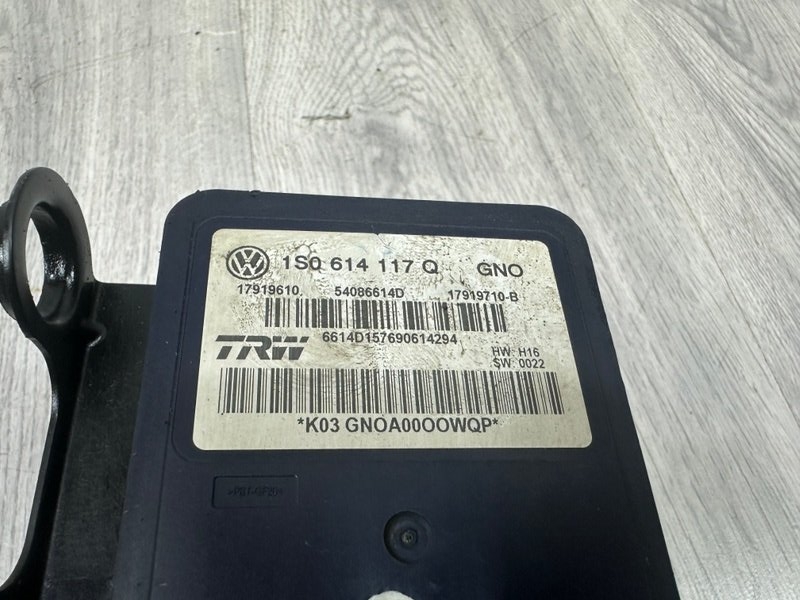 1S0 614 117 Q GNO
17919610 54086614D 17919710-B
TRW 6614D157690614294
HW: H16
SW: 0022
*K03 GNOA00OOWQP*